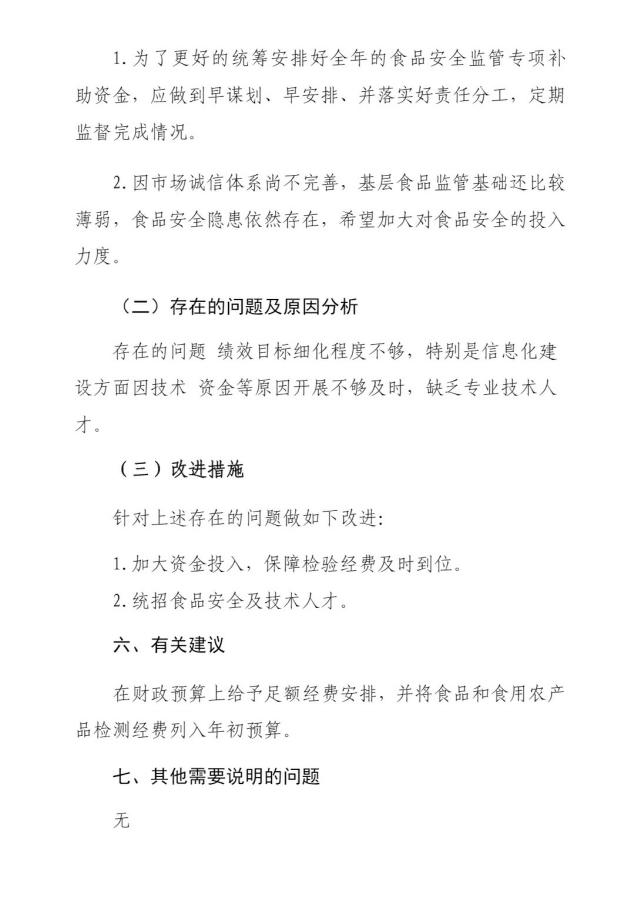 1.为了更好的统筹安排好全年的食品安全监管专项补
助资金，应做到早谋划、早安排、并落实好责任分工，定期
监督完成情况。
2.因市场诚信体系尚不完善，基层食品监管基础还比较
薄弱，食品安全隐患依然存在，希望加大对食品安全的投入
力度。
（二）存在的问题及原因分析
存在的问题 绩效目标细化程度不够，特别是信息化建
设方面因技术 资金等原因开展不够及时，缺乏专业技术人
才。
（三）改进措施
针对上述存在的问题做如下改进：
1.加大资金投入，保障检验经费及时到位。
2.统招食品安全及技术人才。
六、有关建议
在财政预算上给予足额经费安排，并将食品和食用农产
品检测经费列入年初预算。
七、其他需要说明的问题
无